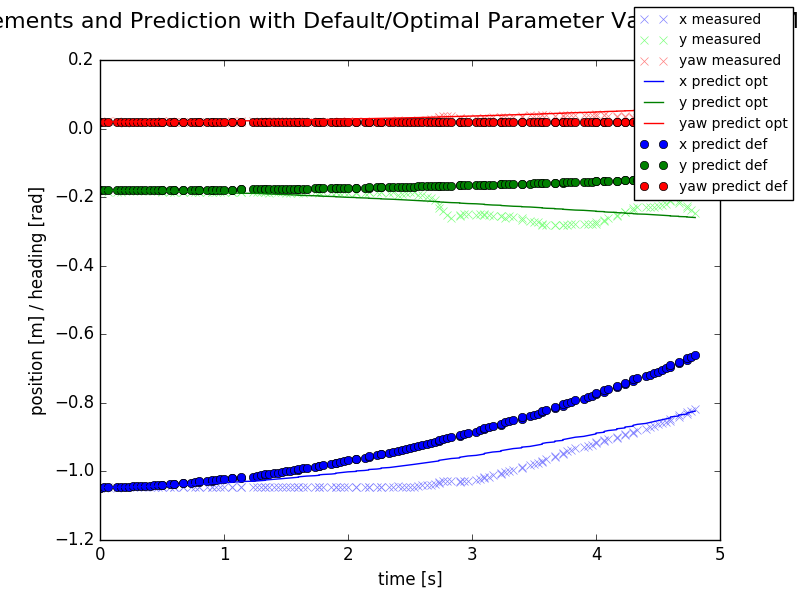 ements and Prediction with Default/Optimal Parameter Va
x measured
y measured
yaw measured
x predict opt
y predict opt
yaw predict opt
x predict def
y predict def
yaw predict def
0.2
0.0
−0.2
−0.4
−0.6
−0.8
−1.0
−1.2
position [m] / heading [rad]
0 1 2 3 4 5
time [s]